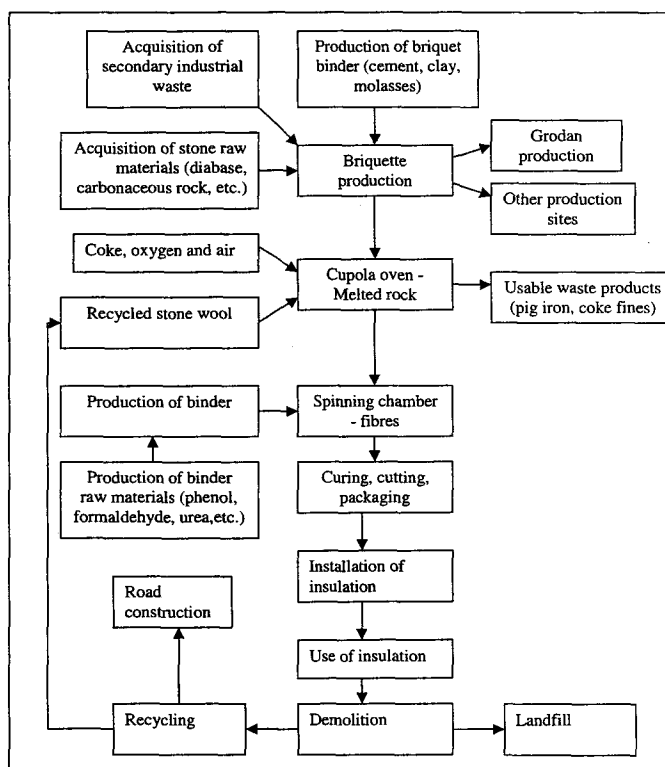 Acquisition of
secondary industrial
waste
Production of briquet
binder (cement, clay,
molasses)
Acquisition of stone raw
materials (diabase,
carbonaceous rock, etc.)
Briquette
production
Grodan
production
Other production
sites
Coke, oxygen and air
Cupola oven -
Melted rock
Usable waste products
(pig iron, coke fines)
Recycled stone wool
Production of binder
Spinning chamber
- fibres
Production of binder
raw materials (phenol,
formaldehyde, urea,etc.)
Curing, cutting,
packaging
Installation of
insulation
Road
construction
Use of insulation
Recycling
Demolition
Landfill